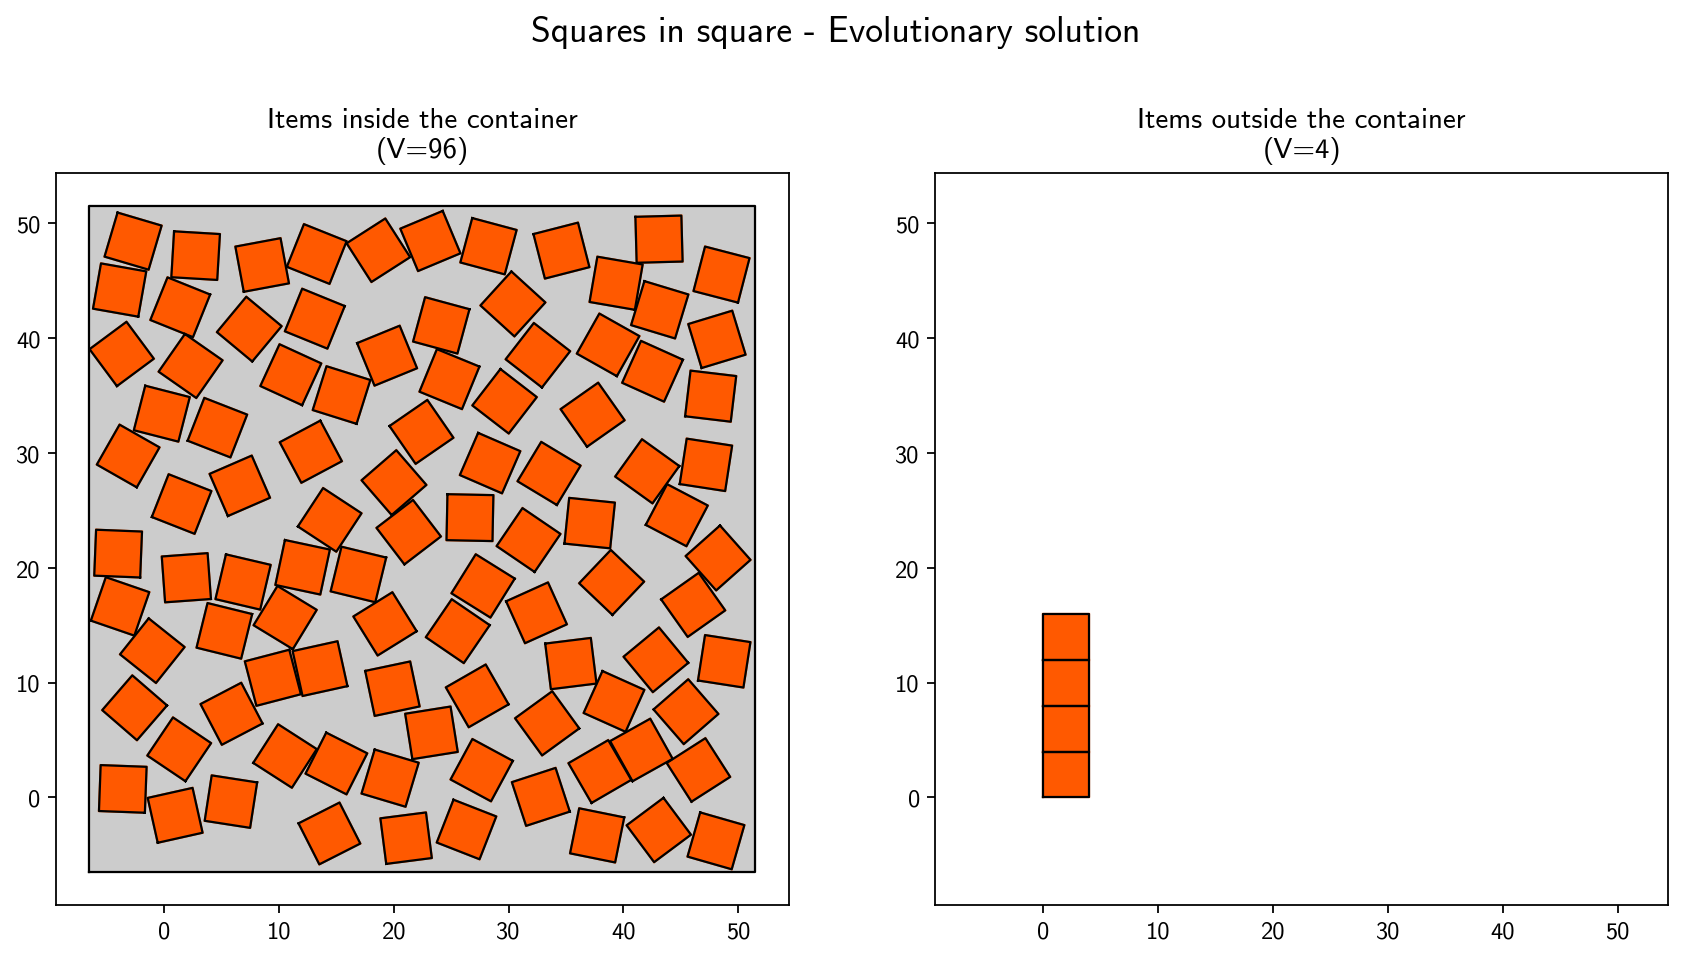 Squares in square - Evolutionary solution
Items inside the container
(V=96)
50
40
30
20
10
0
0 10 20 30 40 50
Items outside the container
(V=4)
50
40
30
20
10
0
0 10 20 30 40 50